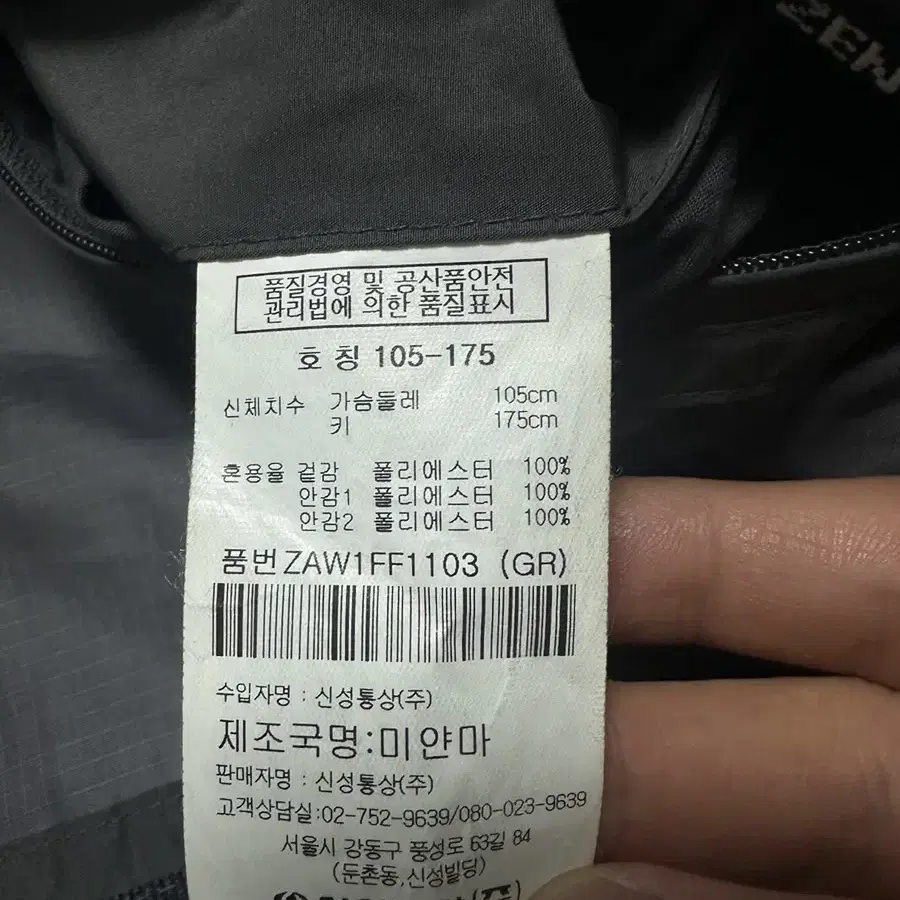 품질경영 및 공산품안전
관리법에 의한 품질표시
호 칭 105-175
신체치수 가슴둘레 105cm
키 175cm
혼용율 겉감 폴리에스터 100%
안감1 폴리에스터 100%
안감2 폴리에스터 100%
품번ZAW1FF1103 (GR)
수입자명 : 신성통상(주)
제조국명:미얀마
판매자명 : 신성통상(주)
고객상담실:02-752-9639/080-023-9639
서울시 강동구 풍성로 63길 84
(둔촌동,신성빌딩)